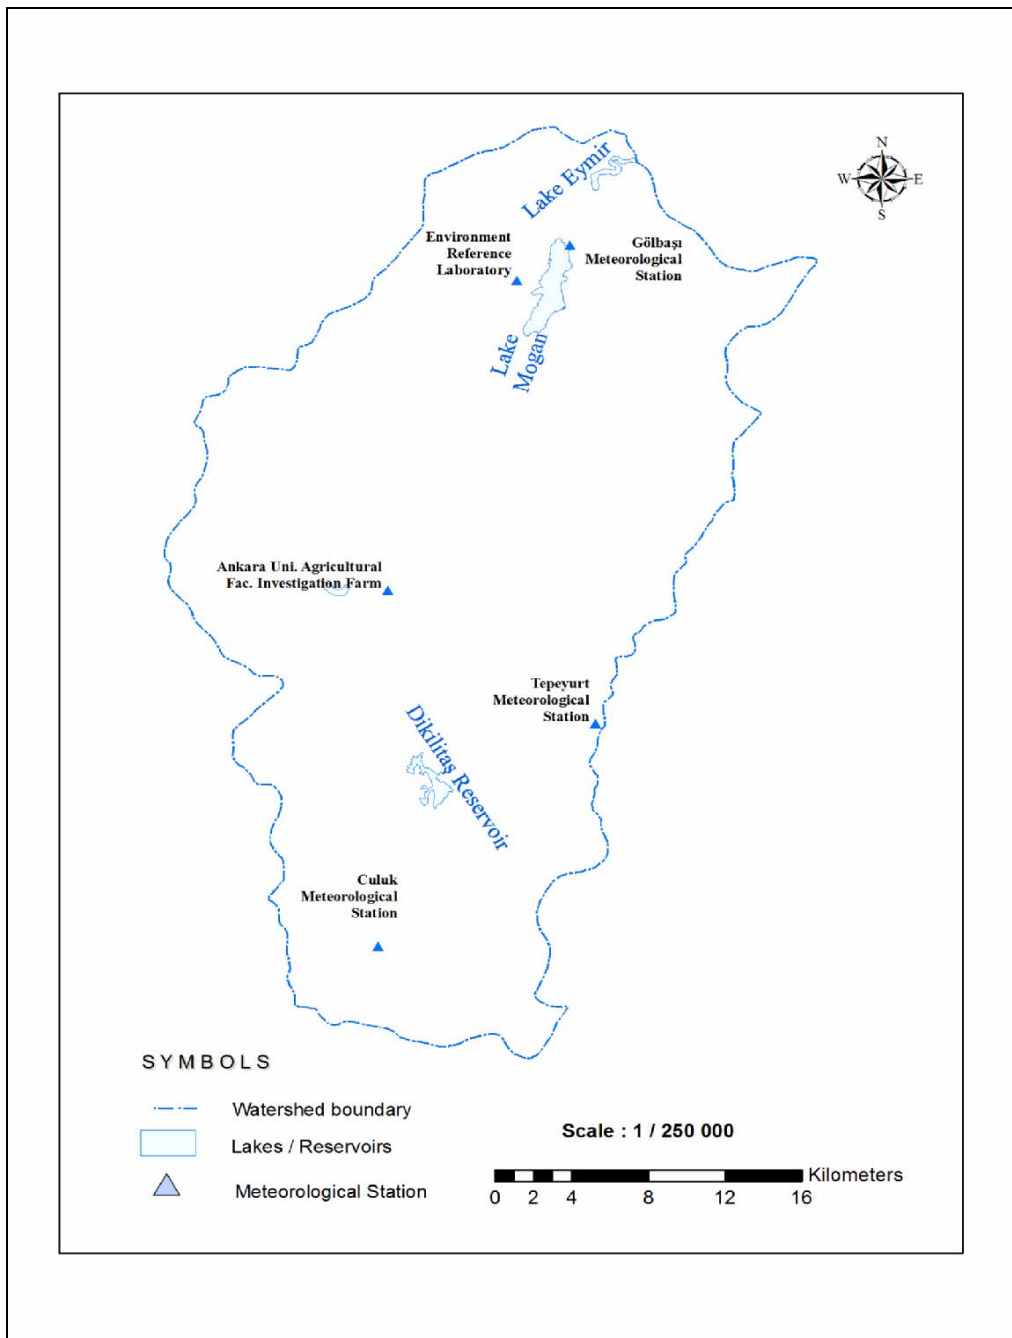 N
W
E
S
Lake Eymir
Environment
Reference
Laboratory
Gölbaşı
Meteorological
Station
Lake
Mogan
Ankara Uni. Agricultural
Fac. Investigation Farm
Tepeyurt
Meteorological
Station
Dikilitaş Reservoir
Culuk
Meteorological
Station
SYMBOLS
Watershed boundary
Lakes / Reservoirs
Meteorological Station
Scale : 1 / 250 000
Kilometers
0 2 4 8 12 16